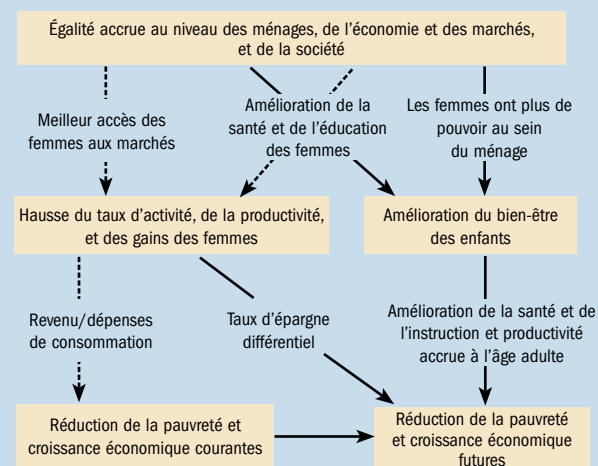 Égalité accrue au niveau des ménages, de l'économie et des marchés,
et de la société
Meilleur accès des
femmes aux marchés
Amélioration de la
santé et de l'éducation
des femmes
Les femmes ont plus de
pouvoir au sein
du ménage
Hausse du taux d'activité, de la productivité,
et des gains des femmes
Amélioration du bien-être
des enfants
Revenu/dépenses
de consommation
Taux d'épargne
différentiel
Amélioration de la santé et de
l'instruction et productivité
accrue à l'âge adulte
Réduction de la pauvreté et
croissance économique courantes
Réduction de la pauvreté
et croissance économique
futures